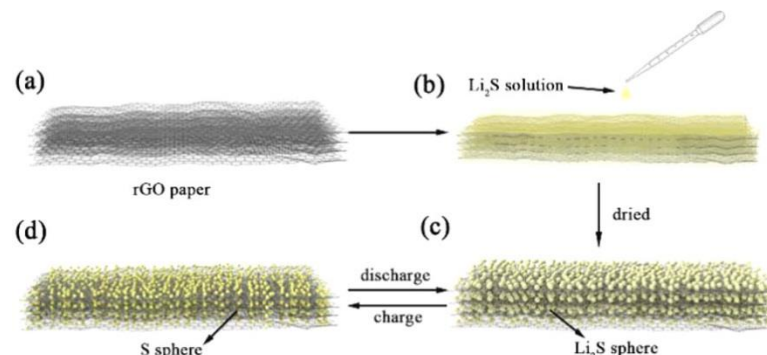 (a)
(b)
Li₂S solution
rGO paper
dried
(d)
(c)
discharge
charge
S sphere
Li₂S sphere